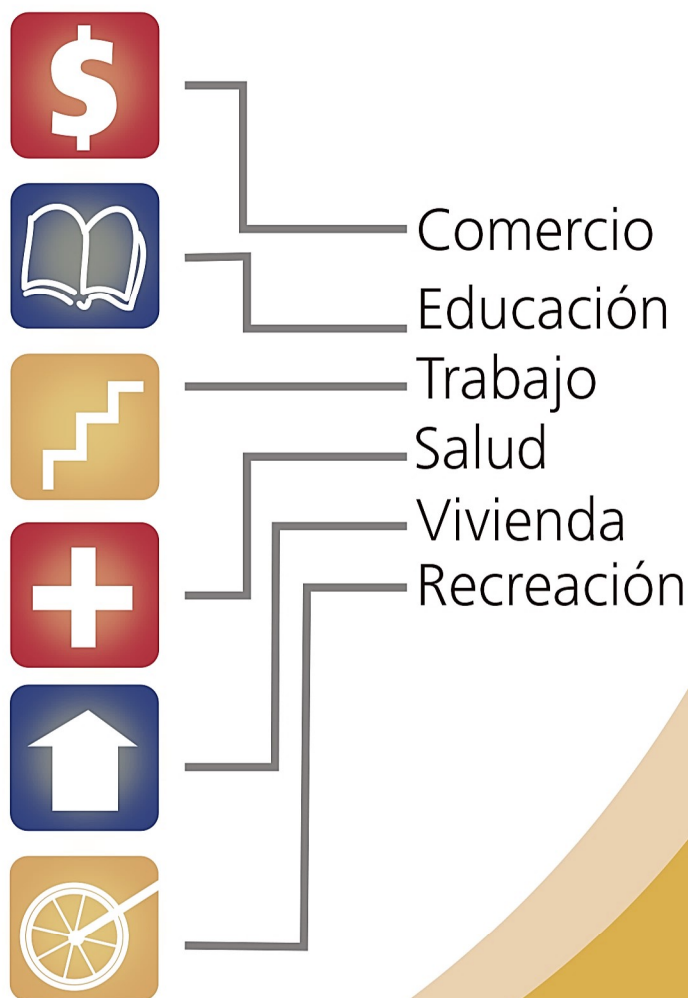 $
Comercio
Educación
Trabajo
Salud
Vivienda
Recreación